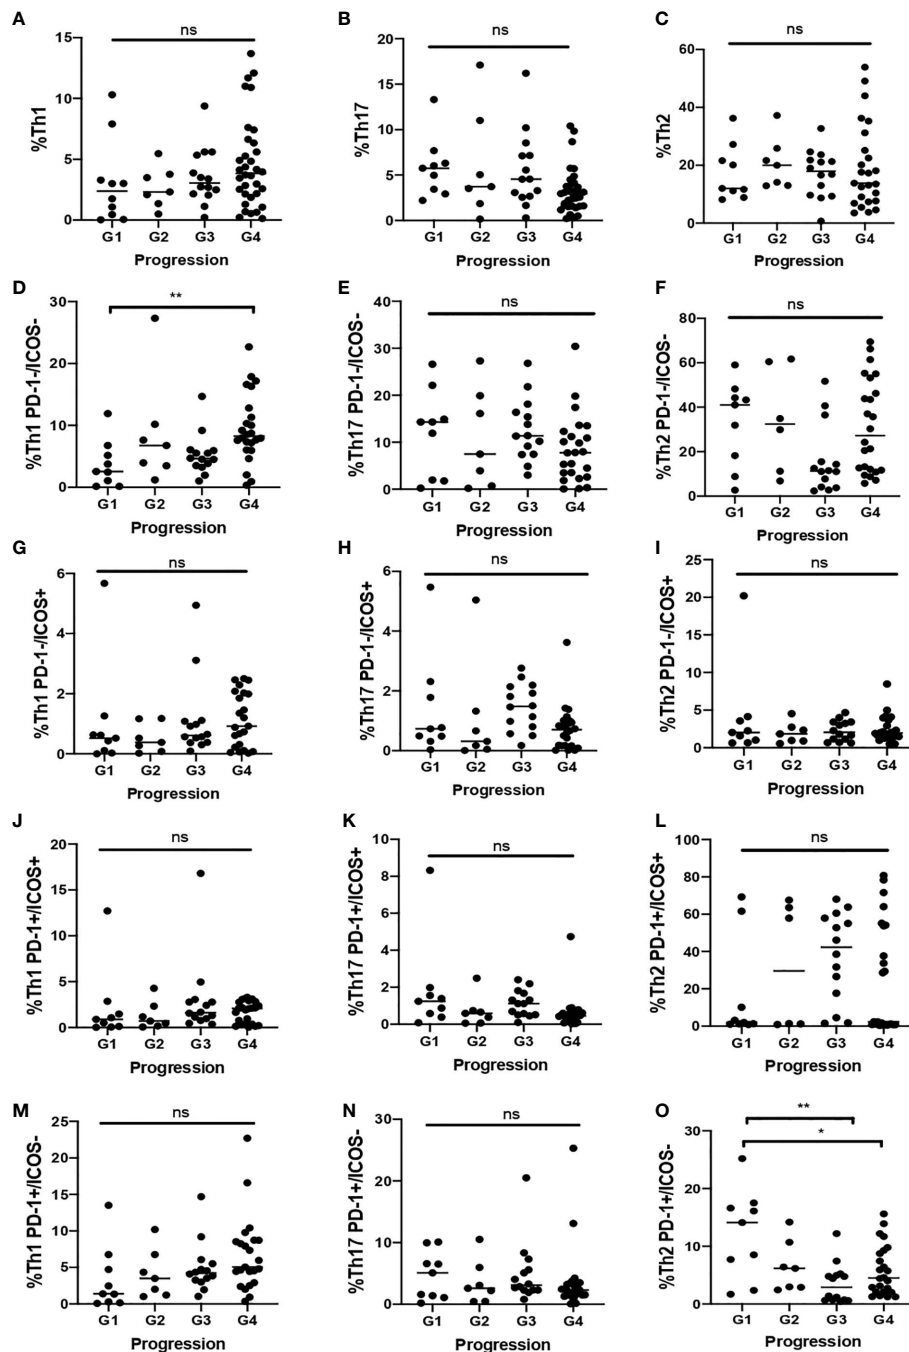 A
ns
%Th1
15
10
5
0
G1 G2 G3 G4
Progression
B
ns
%Th17
20
15
10
5
0
G1 G2 G3 G4
Progression
C
ns
%Th2
60
40
20
0
G1 G2 G3 G4
Progression
D
**
%Th1 PD-1-/ICOS-
30
20
10
0
G1 G2 G3 G4
Progression
E
ns
%Th17 PD-1-/ICOS-
40
30
20
10
0
G1 G2 G3 G4
Progression
F
ns
%Th2 PD-1-/ICOS-
80
60
40
20
0
G1 G2 G3 G4
Progression
G
ns
%Th1 PD-1-/ICOS+
6
4
2
0
G1 G2 G3 G4
Progression
H
ns
%Th17 PD-1-/ICOS+
6
4
2
0
G1 G2 G3 G4
Progression
I
ns
%Th2 PD-1-/ICOS+
25
20
15
10
5
0
G1 G2 G3 G4
Progression
J
ns
%Th1 PD-1+/ICOS+
20
15
10
5
0
G1 G2 G3 G4
Progression
K
ns
%Th17 PD-1+/ICOS+
10
8
6
4
2
0
G1 G2 G3 G4
Progression
L
ns
%Th2 PD-1+/ICOS+
100
80
60
40
20
0
G1 G2 G3 G4
Progression
M
ns
%Th1 PD-1+/ICOS-
25
20
15
10
5
0
G1 G2 G3 G4
Progression
N
ns
%Th17 PD-1+/ICOS-
30
20
10
0
G1 G2 G3 G4
Progression
O
**
*
%Th2 PD-1+/ICOS-
30
20
10
0
G1 G2 G3 G4
Progression